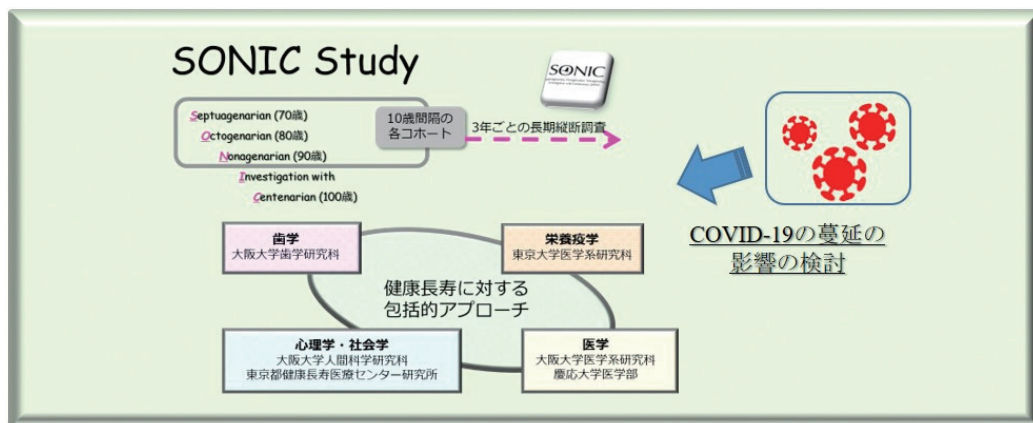 SONIC Study
SONIC
Septuagenarian (70歳)
Octogenarian (80歳)
Nonagenarian (90歳)
Investigation with
Centenarian (100歳)
10歳間隔の
各コホート
3年ごとの長期縦断調査
COVID-19の蔓延の
影響の検討
歯学
大阪大学歯学研究科
栄養疫学
東京大学医学系研究科
健康長寿に対する
包括的アプローチ
心理学・社会学
大阪大学人間科学研究科
東京都健康長寿医療センター研究所
医学
大阪大学医学系研究科
慶応大学医学部